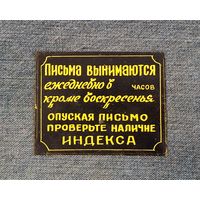 Письма вынимаются
ежедневно в часов
кроме воскресенья
опуская письмо
проверьте наличие
индекса